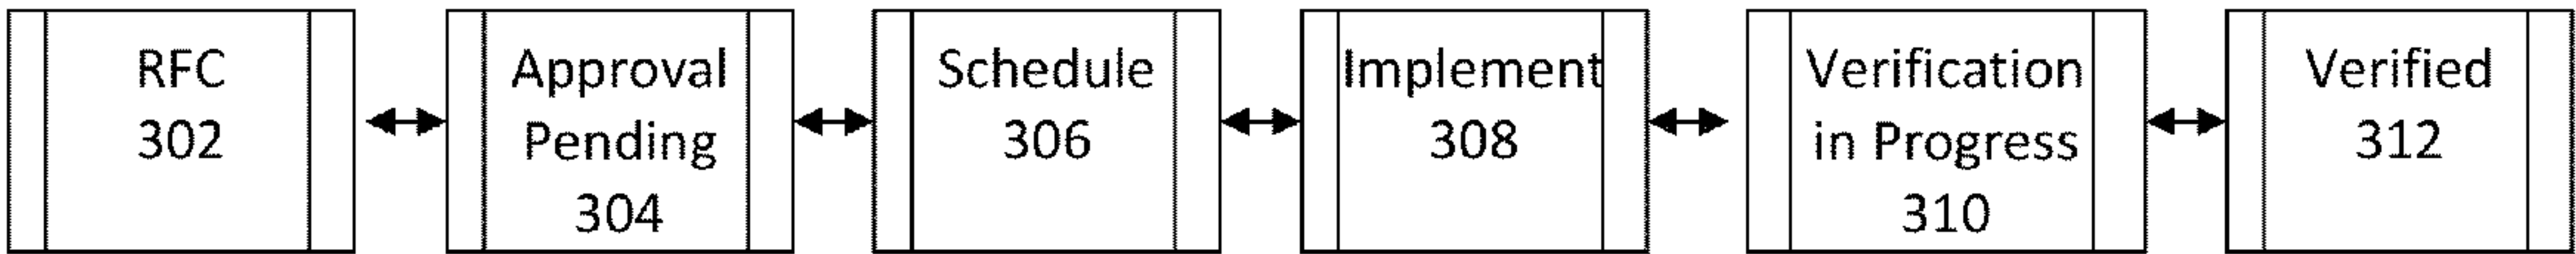 RFC
302
Approval
Pending
304
Schedule
306
Implement
308
Verification
in Progress
310
Verified
312